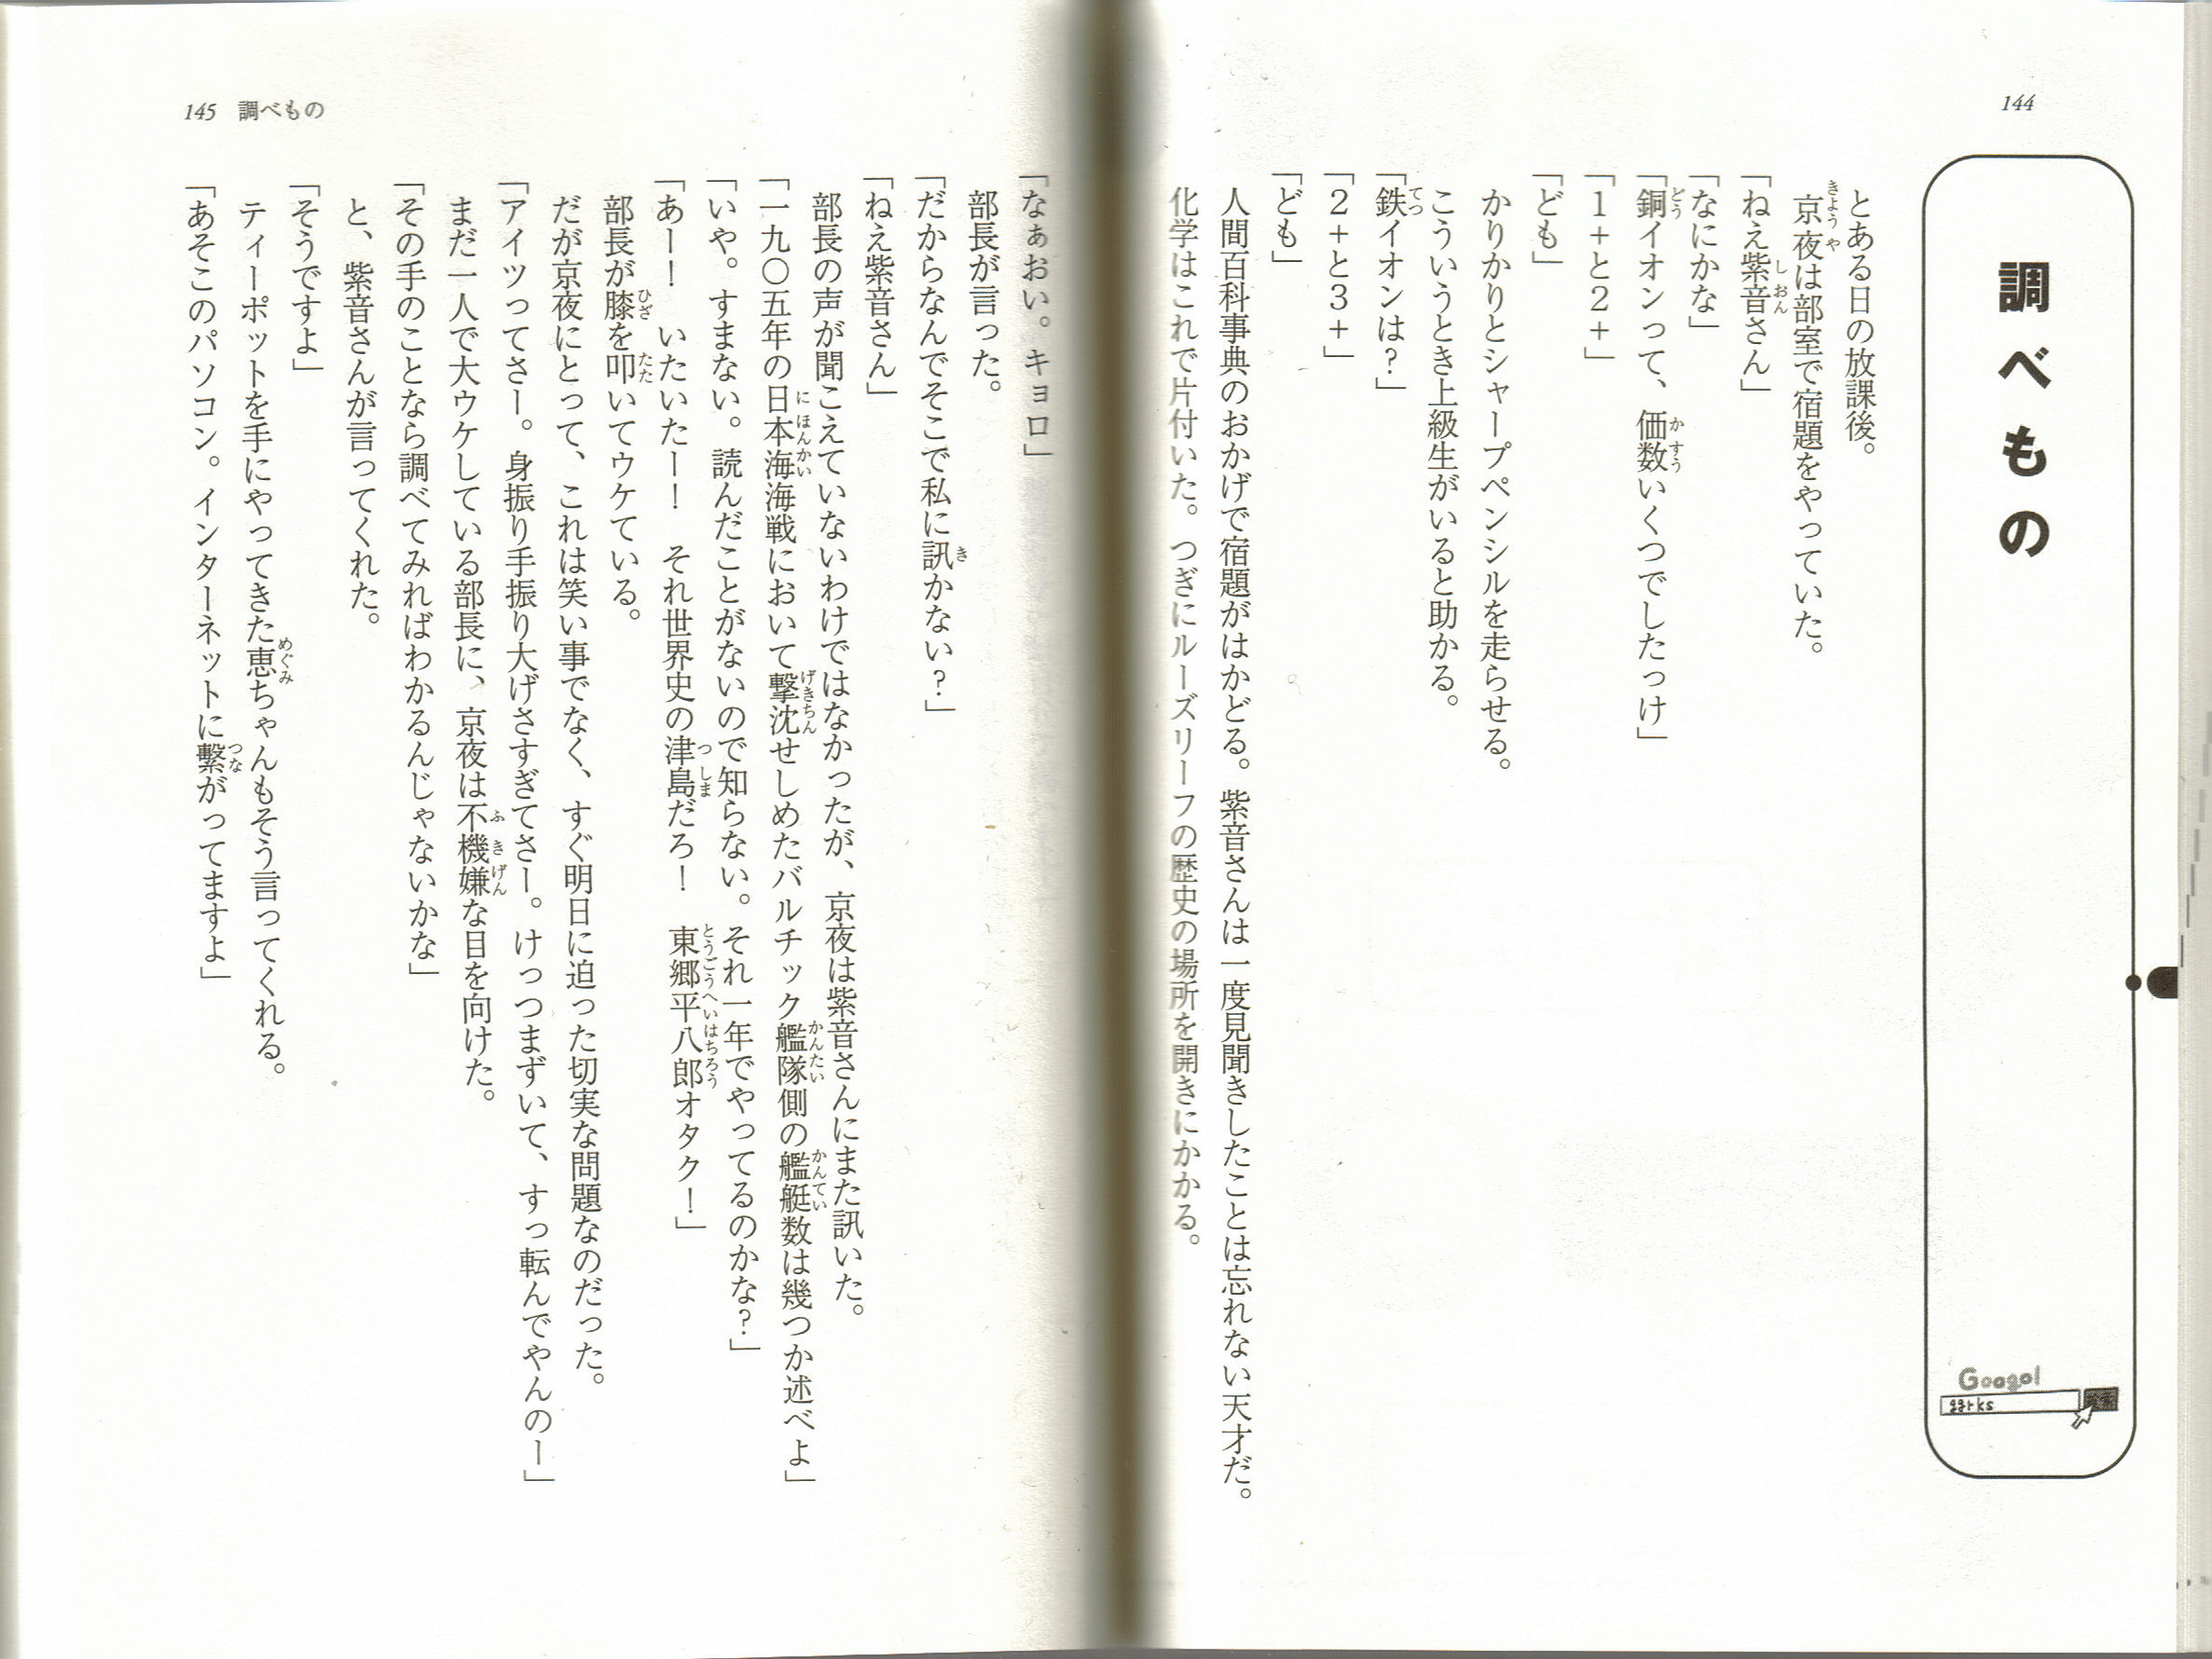 144
調べもの
Googol
ggrks
とある日の放課後。
京夜は部室で宿題をやっていた。
「ねえ紫音さん」
「なにかな」
「銅イオンって、価数いくつでしたっけ」
「1+と2+」
「ども」
かりかりとシャープペンシルを走らせる。
こういうとき上級生がいると助かる。
「鉄イオンは?」
「2+と3+」
「ども」
人間百科事典のおかげで宿題がはかどる。紫音さんは一度見聞きしたことは忘れない天才だ。
化学はこれで片付いた。つぎにルーズリーフの歴史の場所を開きにかかる。
「なぁおい。キョロ」
部長が言った。
「だからなんでそこで私に訊かない?」
「ねえ紫音さん」
部長の声が聞こえていないわけではなかったが、京夜は紫音さんにまた訊いた。
「一九〇五年の日本海海戦において撃沈せしめたバルチック艦隊側の艦艇数は幾つか述べよ」
「いや。すまない。読んだことがないので知らない。それ一年でやってるのかな?」
「あー! いたいたー! それ世界史の津島だろ! 東郷平八郎オタク!」
部長が膝を叩いてウケている。
だが京夜にとって、これは笑い事でなく、すぐ明日に迫った切実な問題なのだった。
「アイツってさー。身振り手振り大げさすぎてさー。けっつまずいて、すっ転んでやんのー」
まだ一人で大ウケしている部長に、京夜は不機嫌な目を向けた。
「その手のことなら調べてみればわかるんじゃないかな」
と、紫音さんが言ってくれた。
「そうですよ」
ティーポットを手にやってきた恵ちゃんもそう言ってくれる。
「あそこのパソコン。インターネットに繫がってますよ」
145 調べもの